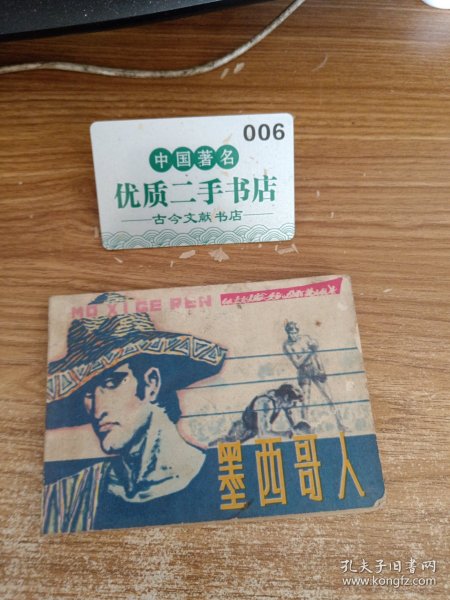 006
中国著名
优质二手书店
古今文献书店
MO XI GE REN
墨西哥人
孔夫子旧书网
www.kongfz.com